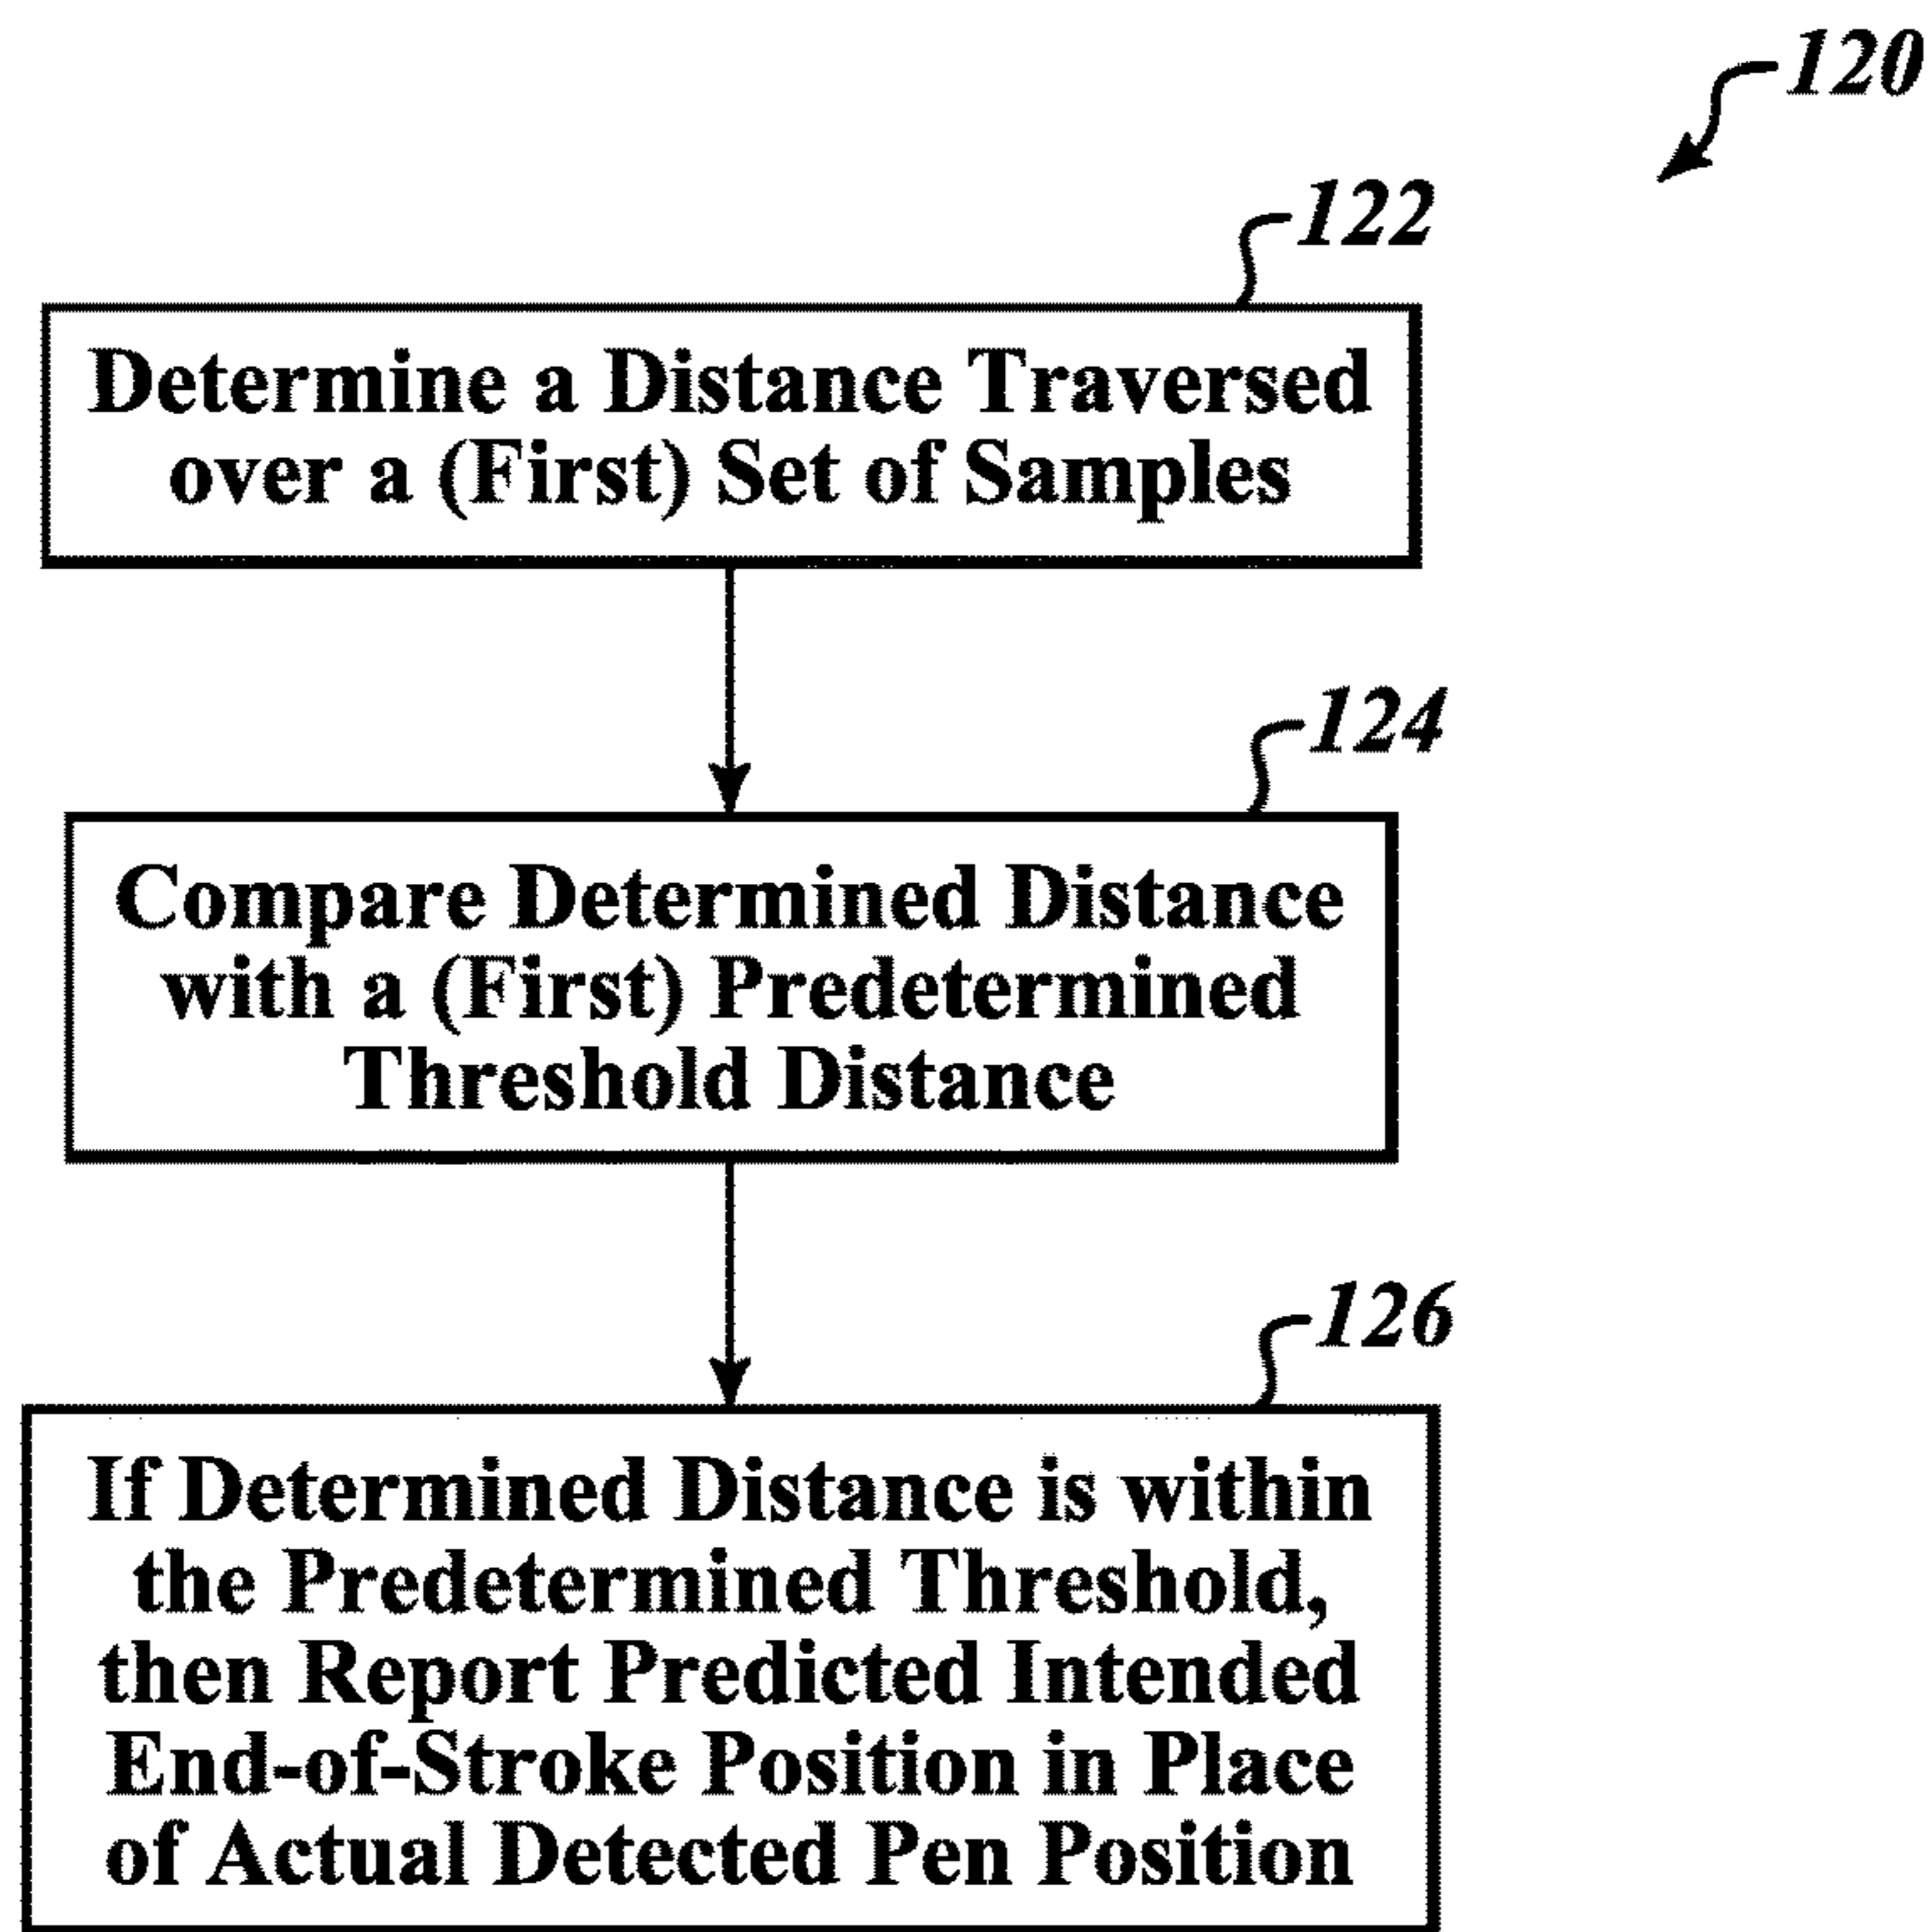 120
122
Determine a Distance Traversed
over a (First) Set of Samples
124
Compare Determined Distance
with a (First) Predetermined
Threshold Distance
126
If Determined Distance is within
the Predetermined Threshold,
then Report Predicted Intended
End-of-Stroke Position in Place
of Actual Detected Pen Position